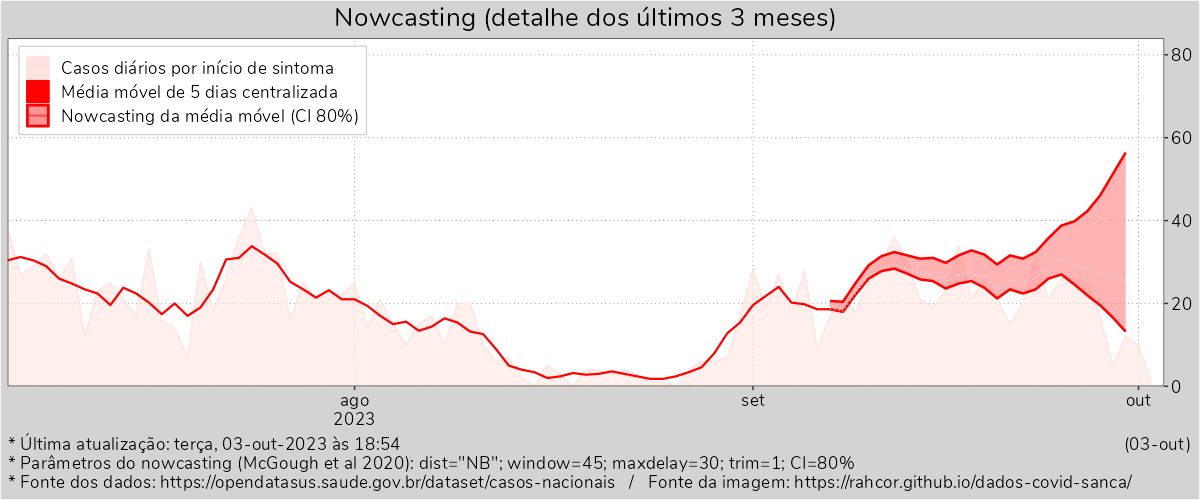 Nowcasting (detalhe dos últimos 3 meses)
Casos diários por início de sintoma
Média móvel de 5 dias centralizada
Nowcasting da média móvel (CI 80%)
80
60
40
20
0
ago
2023
set
out
* Última atualização: terça, 03-out-2023 às 18:54
(03-out)
* Parâmetros do nowcasting (McGough et al 2020): dist="NB"; window=45; maxdelay=30; trim=1; CI=80%
* Fonte dos dados: https://opendatasus.saude.gov.br/dataset/casos-nacionais / Fonte da imagem: https://rahcor.github.io/dados-covid-sanca/